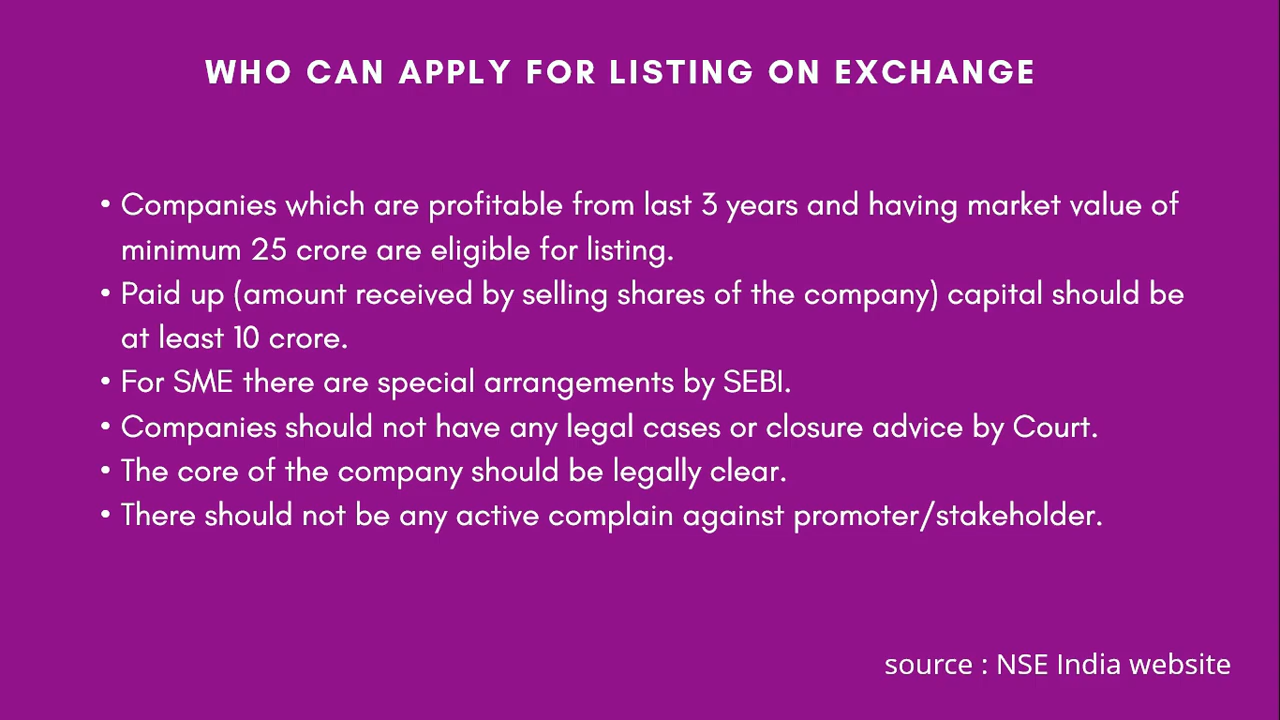 WHO CAN APPLY FOR LISTING ON EXCHANGE
• Companies which are profitable from last 3 years and having market value of
minimum 25 crore are eligible for listing.
• Paid up (amount received by selling shares of the company) capital should be
at least 10 crore.
• For SME there are special arrangements by SEBI.
• Companies should not have any legal cases or closure advice by Court.
• The core of the company should be legally clear.
• There should not be any active complain against promoter/stakeholder.
source : NSE India website